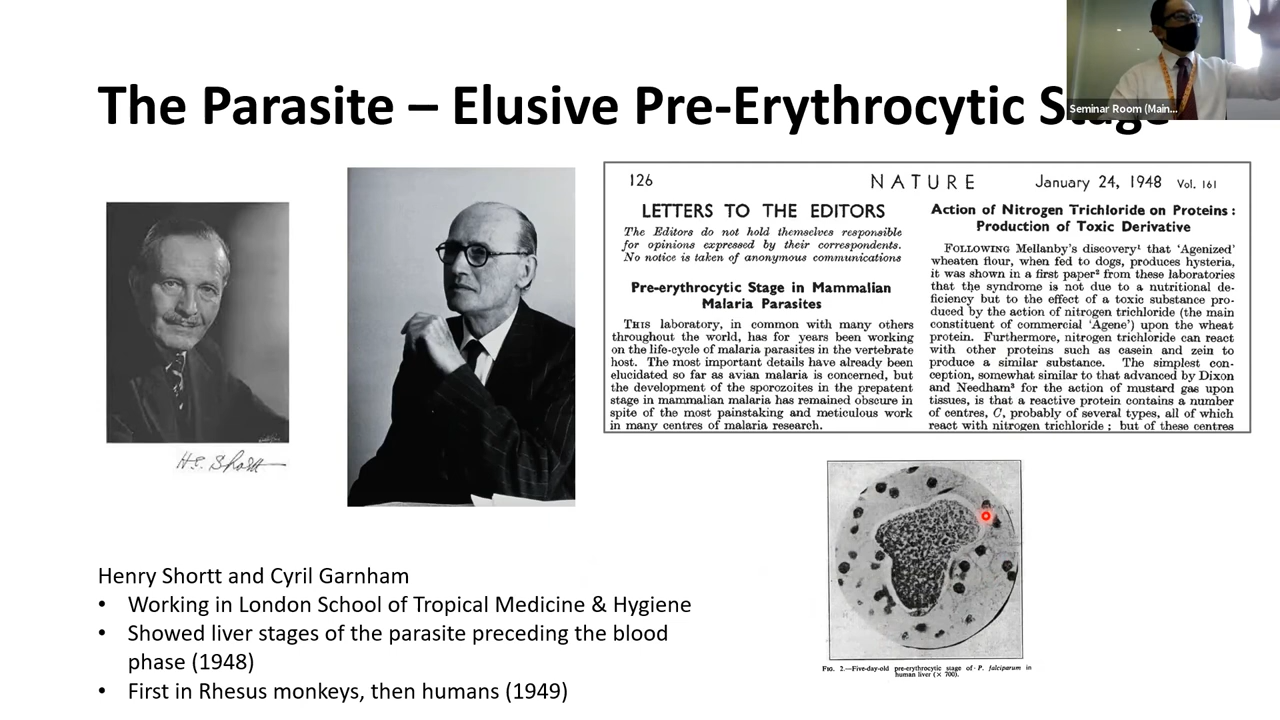 The Parasite – Elusive Pre-Erythrocytic Stage
Seminar Room (Main...
126 NATURE January 24, 1948 Vol. 161
LETTERS TO THE EDITORS
The Editors do not hold themselves responsible
for opinions expressed by their correspondents.
No notice is taken of anonymous communications
Pre-erythrocytic Stage in Mammalian
Malaria Parasites
THIS laboratory, in common with many others
throughout the world, has for years been working
on the life-cycle of malaria parasites in the vertebrate
host. The most important details have already been
elucidated so far as avian malaria is concerned, but
the development of the sporozoites in the prepatent
stage in mammalian malaria has remained obscure in
spite of the most painstaking and meticulous work
in many centres of malaria research.
Action of Nitrogen Trichloride on Proteins :
Production of Toxic Derivative
FOLLOWING Mellanby's discovery¹ that 'Agenized'
wheaten flour, when fed to dogs, produces hysteria,
it was shown in a first paper² from these laboratories
that the syndrome is not due to a nutritional de-
ficiency but to the effect of a toxic substance pro-
duced by the action of nitrogen trichloride (the main
constituent of commercial 'Agene') upon the wheat
protein. Furthermore, nitrogen trichloride can react
with other proteins such as casein and zein to
produce a similar substance. The simplest con-
ception, somewhat similar to that advanced by Dixon
and Needham³ for the action of mustard gas upon
tissues, is that a reactive protein contains a number
of centres, C, probably of several types, all of which
react with nitrogen trichloride ; but of these centres
H.E. Shortt
FIG. 2.—Five-day-old pre-erythrocytic stage of P. falciparum in
human liver (× 700).
Henry Shortt and Cyril Garnham
• Working in London School of Tropical Medicine & Hygiene
• Showed liver stages of the parasite preceding the blood
phase (1948)
• First in Rhesus monkeys, then humans (1949)